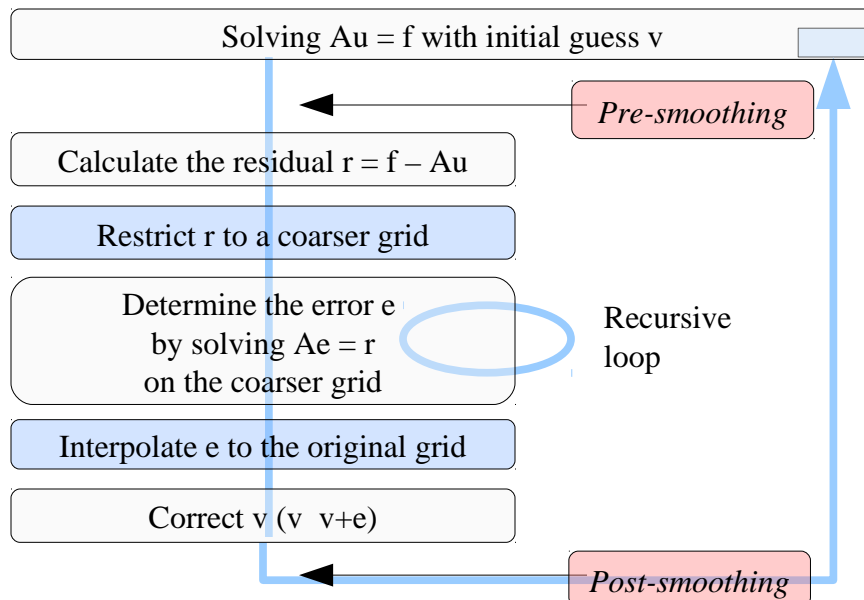 Solving Au = f with initial guess v
Pre-smoothing
Calculate the residual r = f – Au
Restrict r to a coarser grid
Determine the error e
by solving Ae = r
on the coarser grid
Recursive
loop
Interpolate e to the original grid
Correct v (v v+e)
Post-smoothing